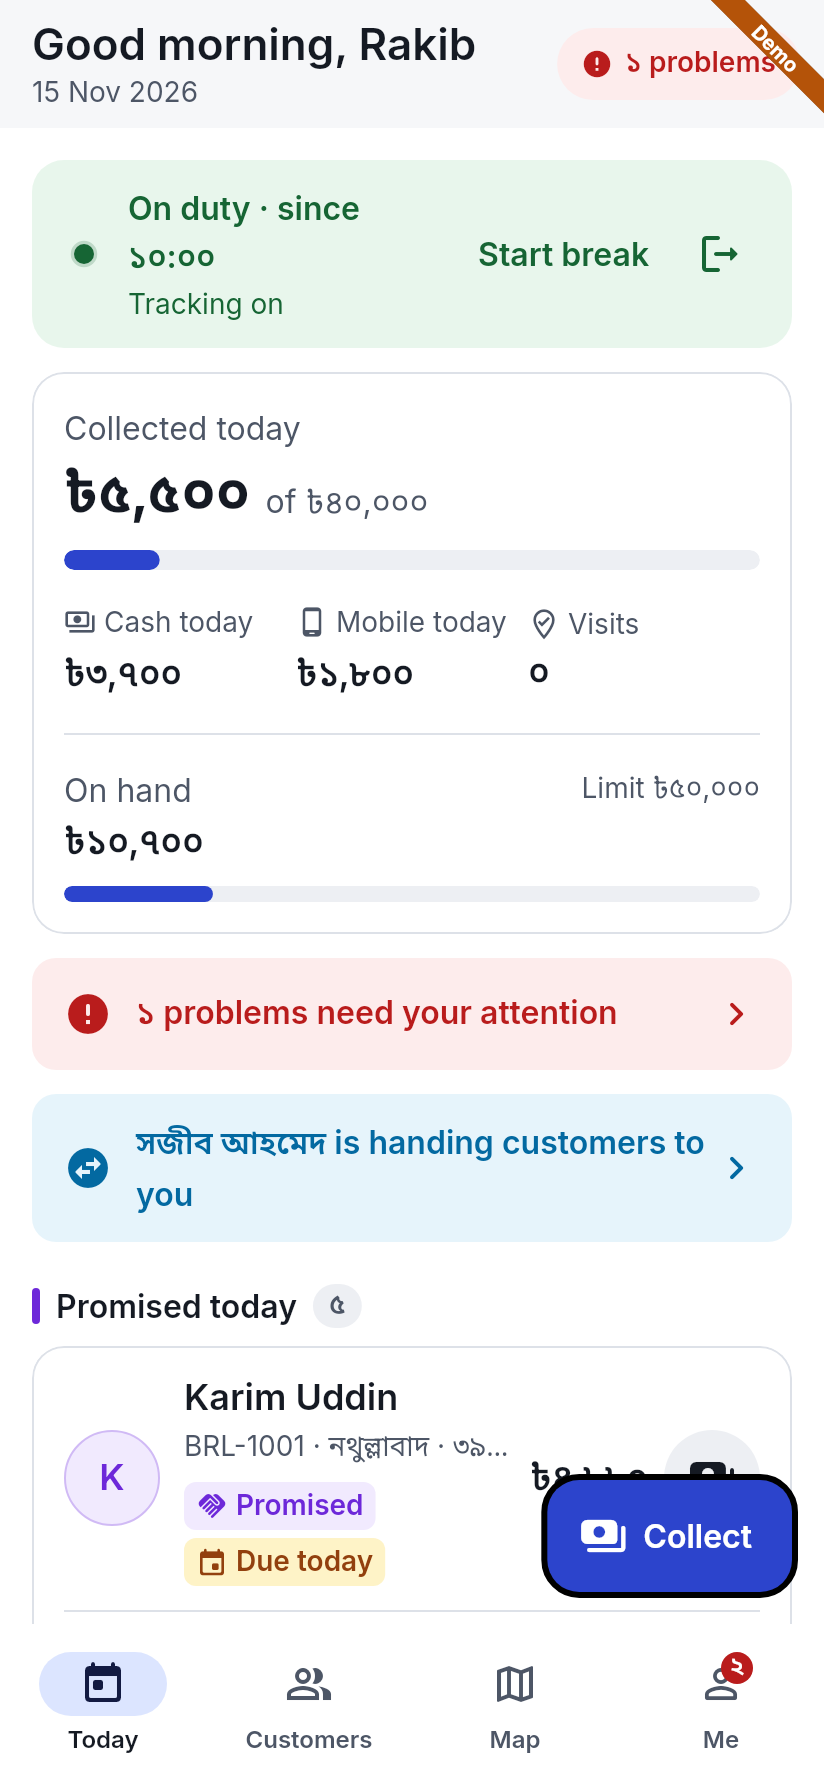 Good morning, Rakib
15 Nov 2026
১ problems
Demo
On duty · since
১০:০০
Tracking on
Start break
Collected today
৳৫,৫০০ of ৳৪০,০০০
Cash today
৳৩,৭০০
Mobile today
৳১,৮০০
Visits
০
On hand
Limit ৳৫০,০০০
৳১০,৭০০
১ problems need your attention
সজীব আহমেদ is handing customers to
you
Promised today ৫
K
Karim Uddin
BRL-1001 · নথুল্লাবাদ · ৩৯...
Promised
Due today
Collect
Today
Customers
Map
২
Me